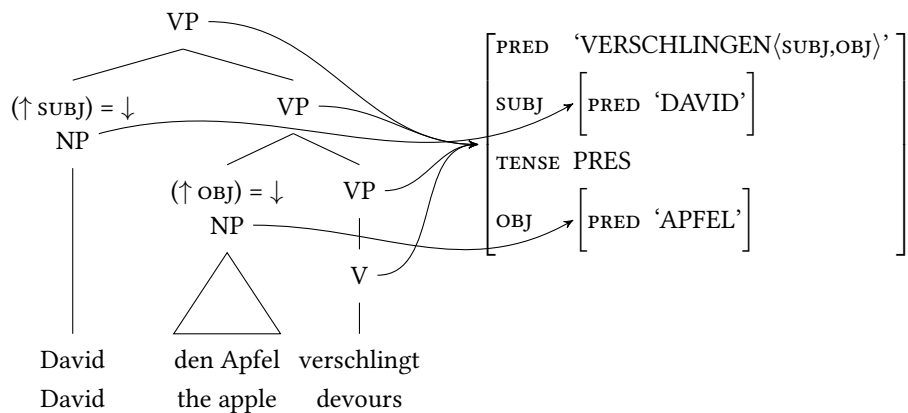 VP
[PRED ‘VERSCHLINGEN⟨SUBJ,OBJ⟩’
(↑ SUBJ) = ↓
VP
SUBJ [PRED ‘DAVID’]
NP
TENSE PRES
(↑ OBJ) = ↓
VP
NP
OBJ [PRED ‘APFEL’]]
V
David den Apfel verschlingt
David the apple devours